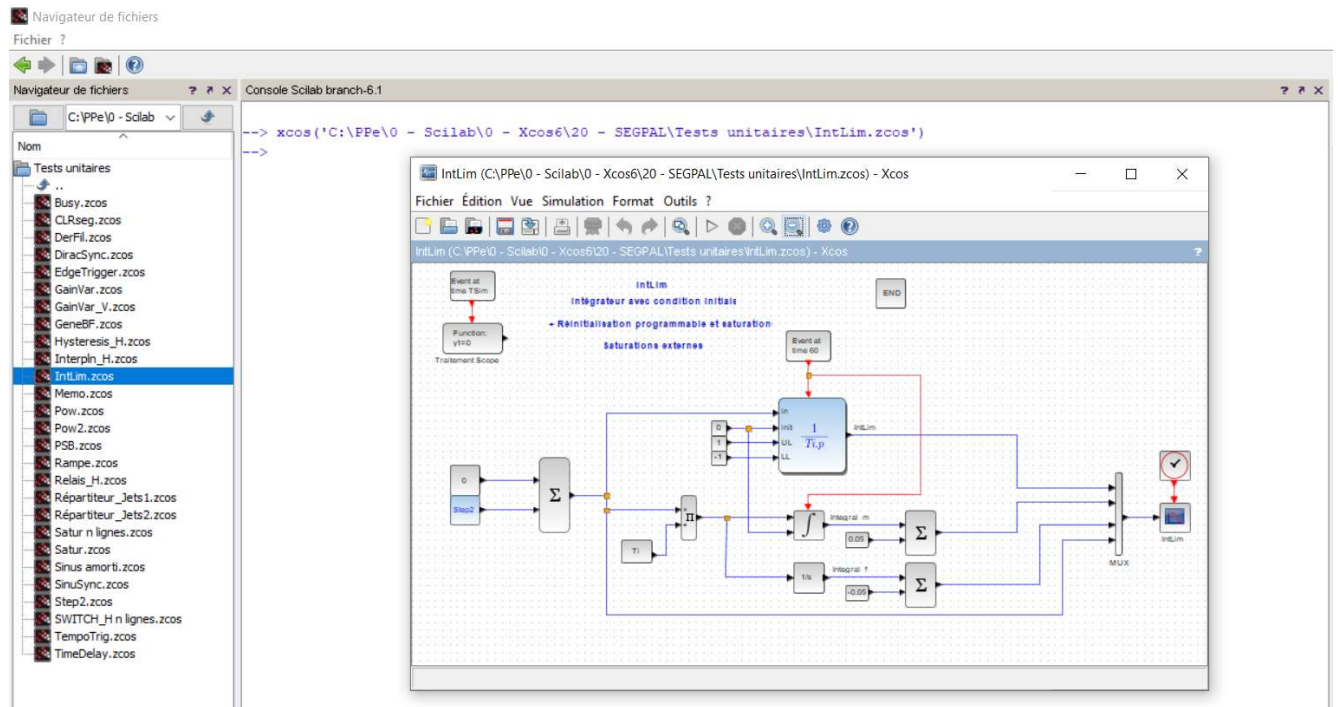 Navigateur de fichiers
Fichier ?
Navigateur de fichiers ? ↗ X
Console Scilab branch-6.1 ? ↗ X
C:\PPe\0 - Scilab
Nom
Tests unitaires
..
Busy.zcos
CLRseg.zcos
DerFil.zcos
DiracSync.zcos
EdgeTrigger.zcos
GainVar.zcos
GainVar_V.zcos
GeneBF.zcos
Hysteresis_H.zcos
Interpln_H.zcos
IntLim.zcos
Memo.zcos
Pow.zcos
Pow2.zcos
PSB.zcos
Rampe.zcos
Relais_H.zcos
Répartiteur_Jets1.zcos
Répartiteur_Jets2.zcos
Satur n lignes.zcos
Satur.zcos
Sinus amorti.zcos
SinuSync.zcos
Step2.zcos
SWITCH_H n lignes.zcos
TempoTrig.zcos
TimeDelay.zcos
--> xcos('C:\PPe\0 - Scilab\0 - Xcos6\20 - SEGPAL\Tests unitaires\IntLim.zcos')
-->
IntLim (C:\PPe\0 - Scilab\0 - Xcos6\20 - SEGPAL\Tests unitaires\IntLim.zcos) - Xcos
Fichier Édition Vue Simulation Format Outils ?
IntLim (C:\PPe\0 - Scilab\0 - Xcos6\20 - SEGPAL\Tests unitaires\IntLim.zcos) - Xcos ?
Event at
time TSim
Function:
y1=0
Traitement Scope
IntLim
Intégrateur avec condition initiale
+ Réinitialisation programmable et saturation
Saturations externes
END
Event at
time 60
in
Init
UL
LL
1
Ti.p
IntLim
0
1
-1
0
Step2
Σ
Π
Ti
∫
Integral m
0.05
Σ
1/s
Integral f
-0.05
Σ
MUX
IntLim